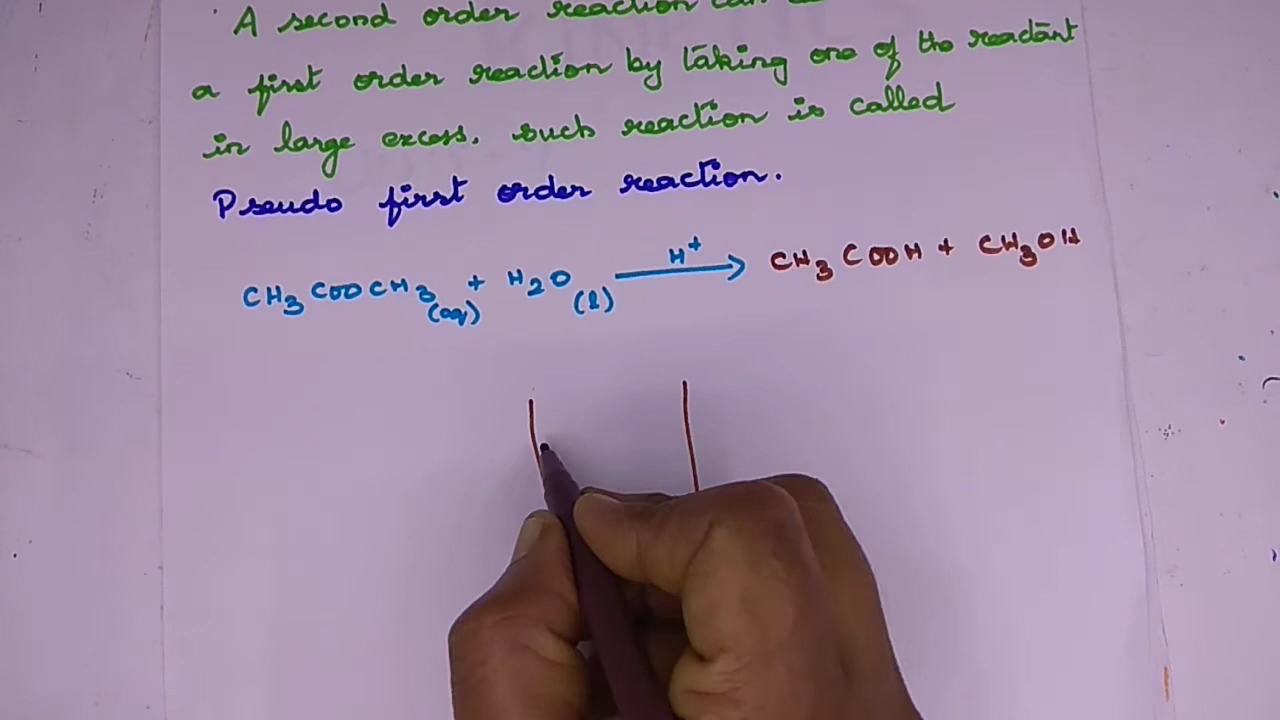 A second order reaction can
a first order reaction by taking one of the reactant
in large excess. such reaction is called
Pseudo first order reaction.
CH3COOCH3(aq) + H2O(l) H+ → CH3COOH + CH3OH